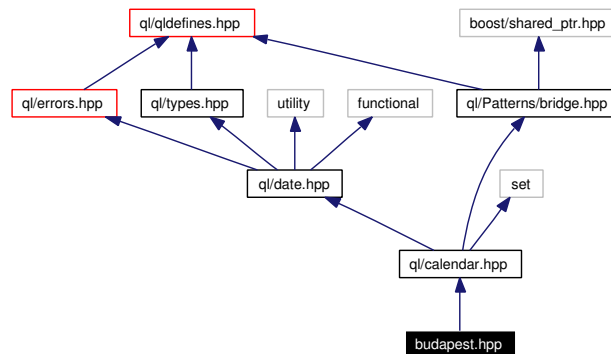 ql/qldefines.hpp
boost/shared_ptr.hpp
ql/errors.hpp
ql/types.hpp
utility
functional
ql/Patterns/bridge.hpp
ql/date.hpp
set
ql/calendar.hpp
budapest.hpp